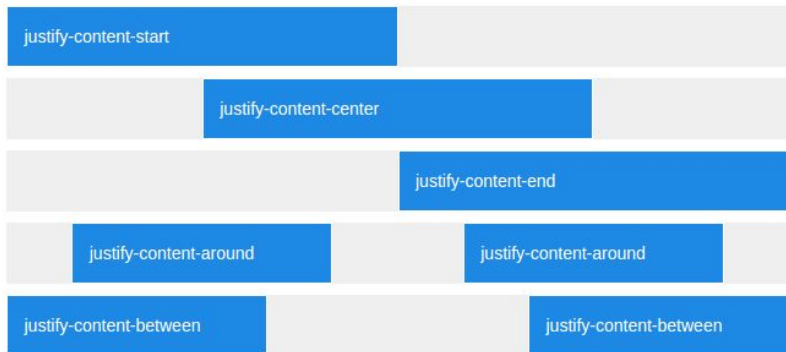 justify-content-start
justify-content-center
justify-content-end
justify-content-around justify-content-around
justify-content-between justify-content-between